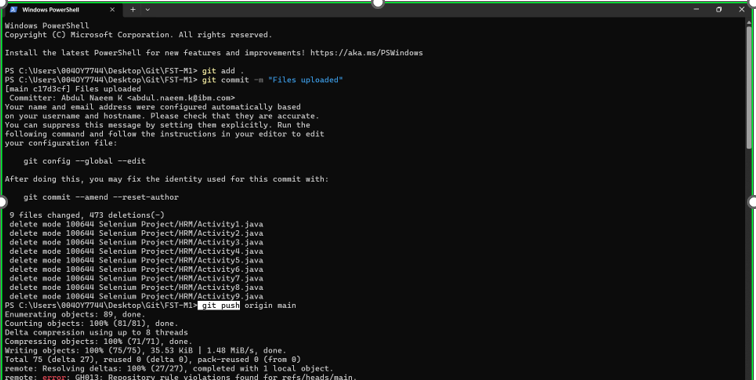 Windows PowerShell
Windows PowerShell
Copyright (C) Microsoft Corporation. All rights reserved.
Install the latest PowerShell for new features and improvements! https://aka.ms/PSWindows
PS C:\Users\004OY7744\Desktop\Git\FST-M1> git add .
PS C:\Users\004OY7744\Desktop\Git\FST-M1> git commit -m "Files uploaded"
[main c17d3cf] Files uploaded
Committer: Abdul Naeem K <abdul.naeem.k@ibm.com>
Your name and email address were configured automatically based
on your username and hostname. Please check that they are accurate.
You can suppress this message by setting them explicitly. Run the
following command and follow the instructions in your editor to edit
your configuration file:
git config --global --edit
After doing this, you may fix the identity used for this commit with:
git commit --amend --reset-author
9 files changed, 473 deletions(-)
delete mode 100644 Selenium Project/HRM/Activity1.java
delete mode 100644 Selenium Project/HRM/Activity2.java
delete mode 100644 Selenium Project/HRM/Activity3.java
delete mode 100644 Selenium Project/HRM/Activity4.java
delete mode 100644 Selenium Project/HRM/Activity5.java
delete mode 100644 Selenium Project/HRM/Activity6.java
delete mode 100644 Selenium Project/HRM/Activity7.java
delete mode 100644 Selenium Project/HRM/Activity8.java
delete mode 100644 Selenium Project/HRM/Activity9.java
PS C:\Users\004OY7744\Desktop\Git\FST-M1> git push origin main
Enumerating objects: 89, done.
Counting objects: 100% (81/81), done.
Delta compression using up to 8 threads
Compressing objects: 100% (71/71), done.
Writing objects: 100% (75/75), 35.53 KiB | 1.48 MiB/s, done.
Total 75 (delta 27), reused 0 (delta 0), pack-reused 0 (from 0)
remote: Resolving deltas: 100% (27/27), completed with 1 local object.
remote: error: GH013: Repository rule violations found for refs/heads/main.